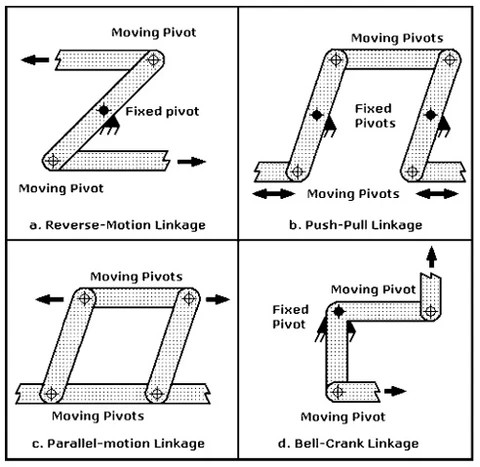 Moving Pivot
Fixed pivot
Moving Pivot
a. Reverse-Motion Linkage
Moving Pivots
Fixed
Pivots
Moving Pivots
b. Push-Pull Linkage
Moving Pivots
Moving Pivots
c. Parallel-motion Linkage
Moving Pivot
Fixed
Pivot
Moving Pivot
d. Bell-Crank Linkage